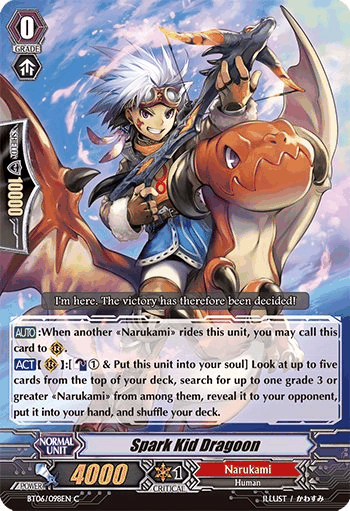 0
GRADE
SHIELD 10000
I'm here. The victory has therefore been decided!
AUTO :When another «Narukami» rides this unit, you may call this
card to .
ACT [ ]:[ ① & Put this unit into your soul] Look at up to five
cards from the top of your deck, search for up to one grade 3 or
greater «Narukami» from among them, reveal it to your opponent,
put it into your hand, and shuffle your deck.
NORMAL
UNIT
Spark Kid Dragoon
POWER 4000
1
CRITICAL
Narukami
Human
BT06/098EN C
ILLUST / かわすみ